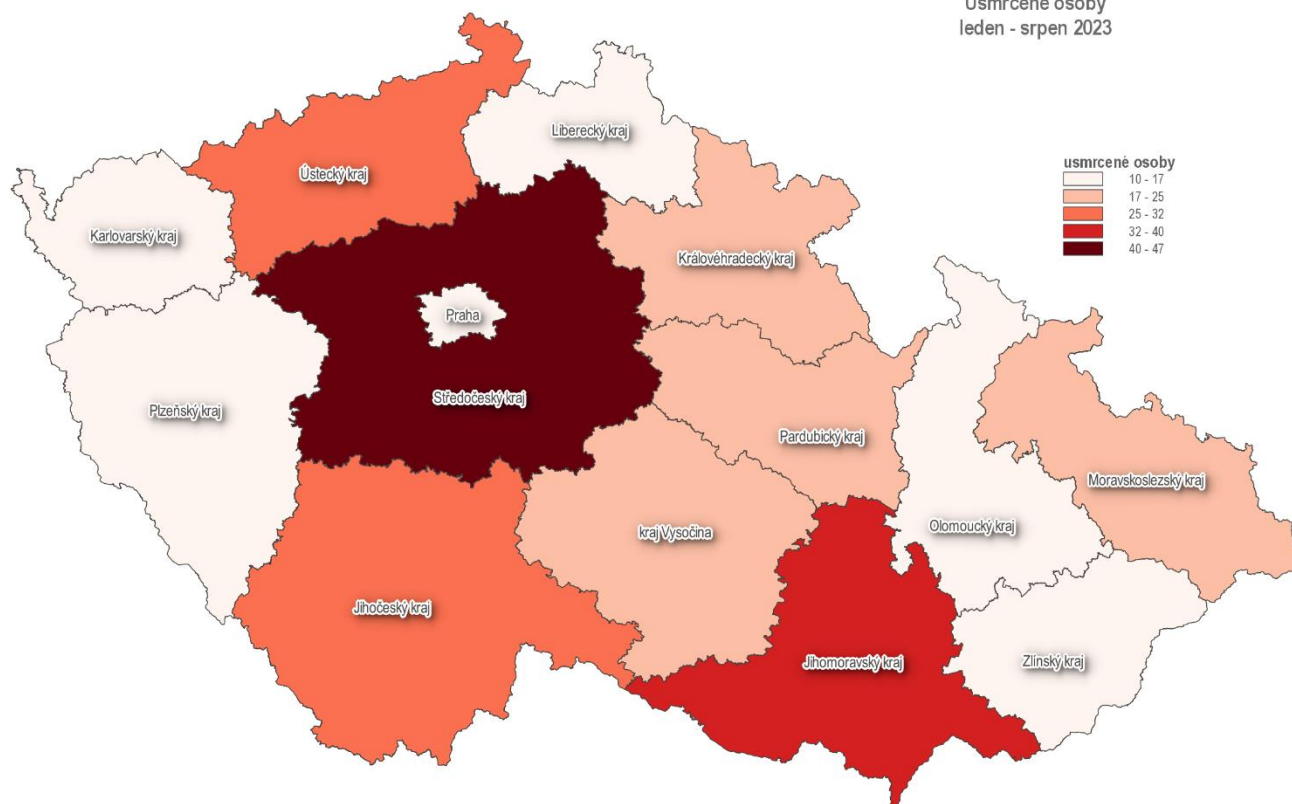 Usmrcené osoby
leden - srpen 2023
Liberecký kraj
Ústecký kraj
usmrcené osoby
10 - 17
17 - 25
25 - 32
32 - 40
40 - 47
Karlovarský kraj
Královéhradecký kraj
Praha
Středočeský kraj
Plzeňský kraj
Pardubický kraj
Moravskoslezský kraj
Olomoucký kraj
kraj Vysočina
Jihočeský kraj
Jihomoravský kraj
Zlínský kraj